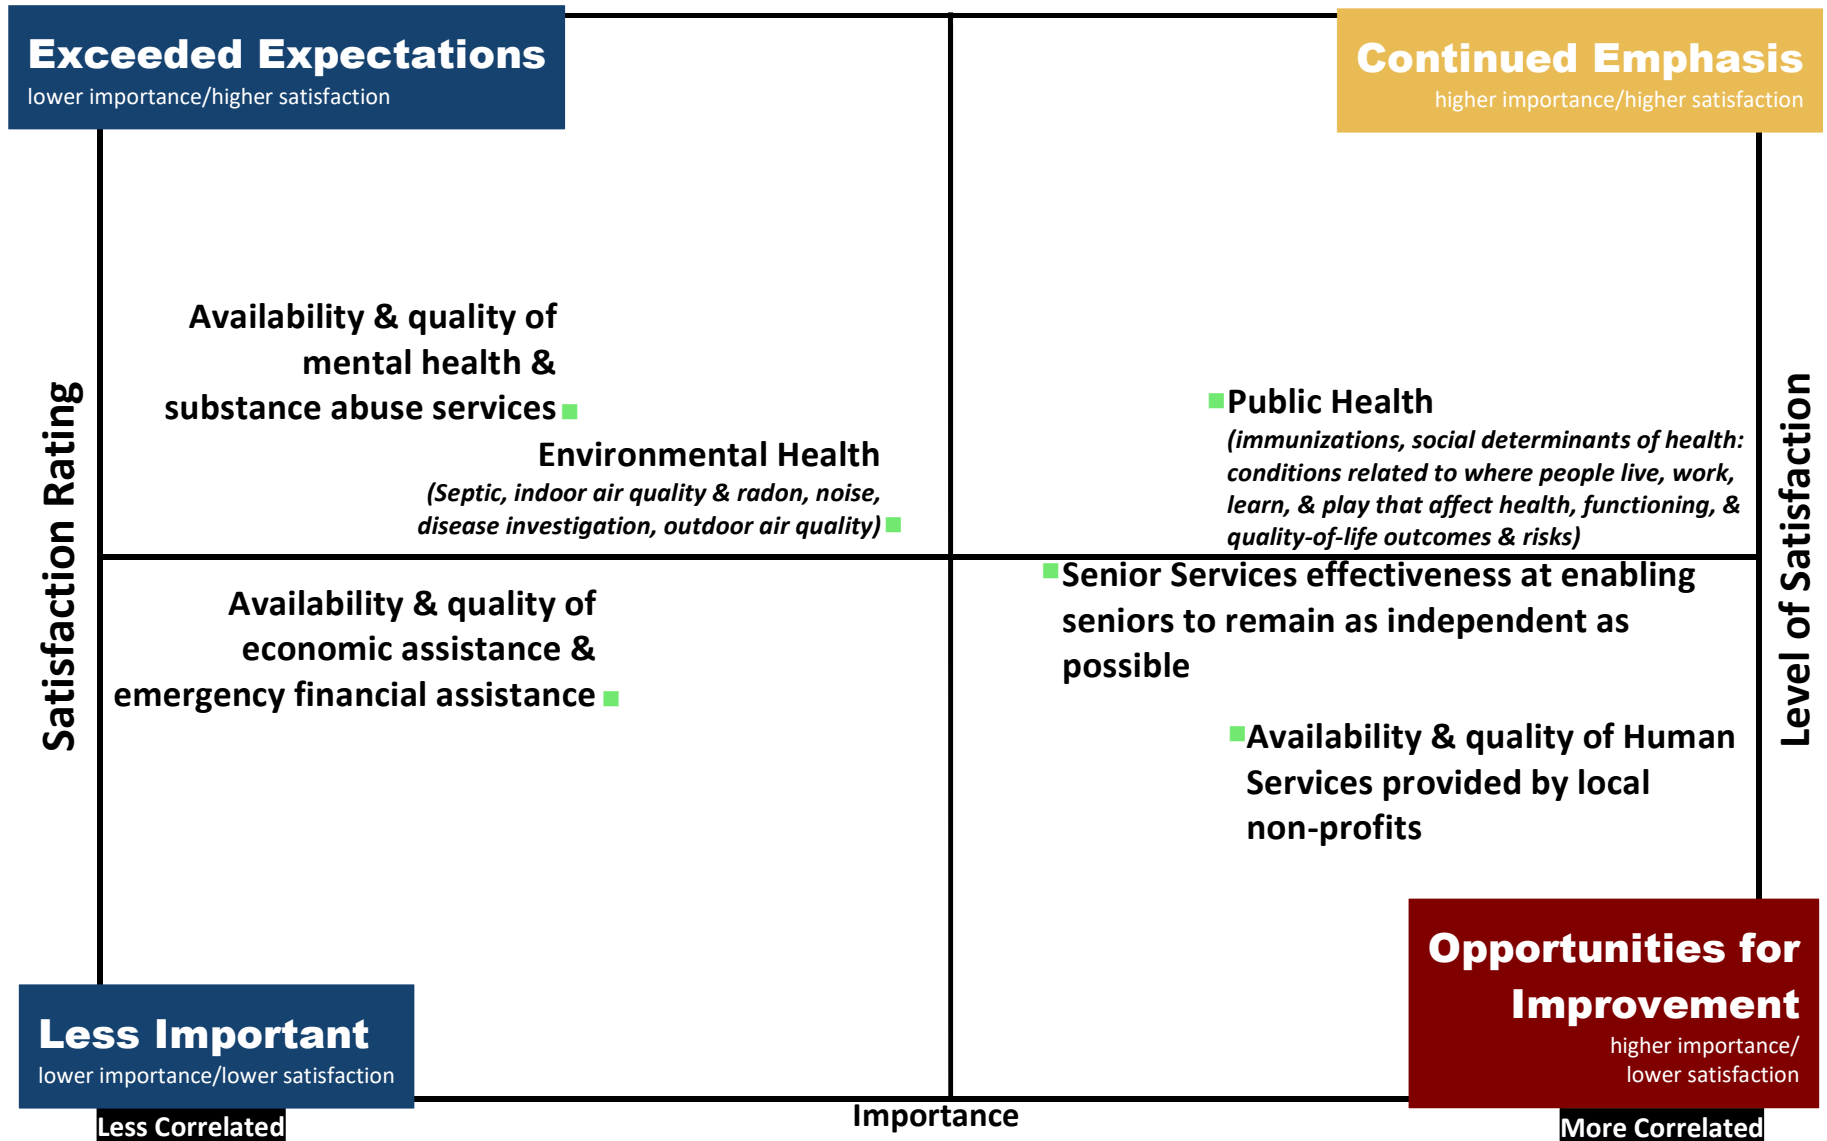 Exceeded Expectations
lower importance/higher satisfaction
Continued Emphasis
higher importance/higher satisfaction
Satisfaction Rating
Availability & quality of
mental health &
substance abuse services
Environmental Health
(Septic, indoor air quality & radon, noise,
disease investigation, outdoor air quality)
Public Health
(immunizations, social determinants of health:
conditions related to where people live, work,
learn, & play that affect health, functioning, &
quality-of-life outcomes & risks)
Level of Satisfaction
Availability & quality of
economic assistance &
emergency financial assistance
Senior Services effectiveness at enabling
seniors to remain as independent as
possible
Availability & quality of Human
Services provided by local
non-profits
Less Important
lower importance/lower satisfaction
Opportunities for
Improvement
higher importance/
lower satisfaction
Less Correlated
Importance
More Correlated